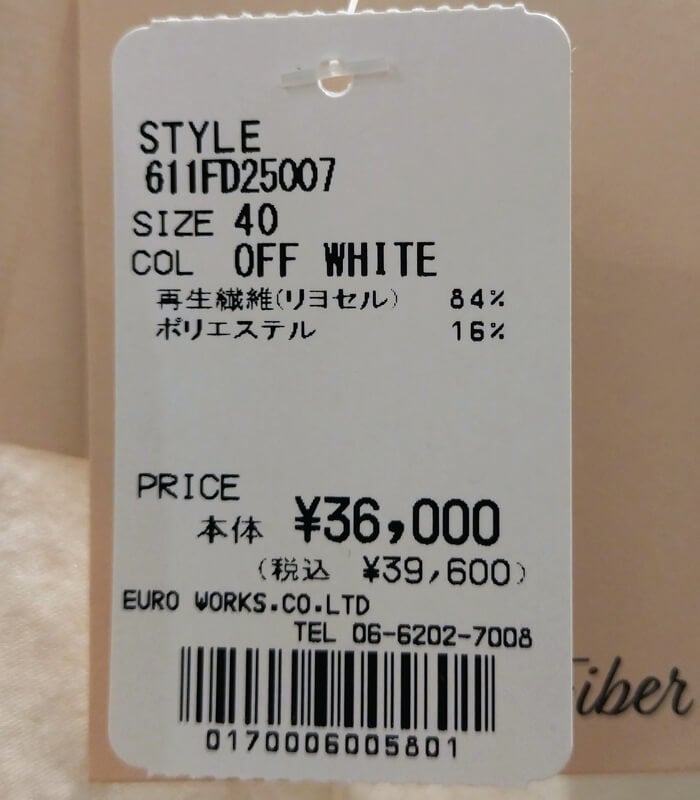 STYLE
611FD25007
SIZE 40
COL OFF WHITE
再生繊維(リヨセル) 84%
ポリエステル 16%
PRICE
本体 ¥36,000
(税込 ¥39,600)
EURO WORKS.CO.LTD
TEL 06-6202-7008
0170006005801
fiber